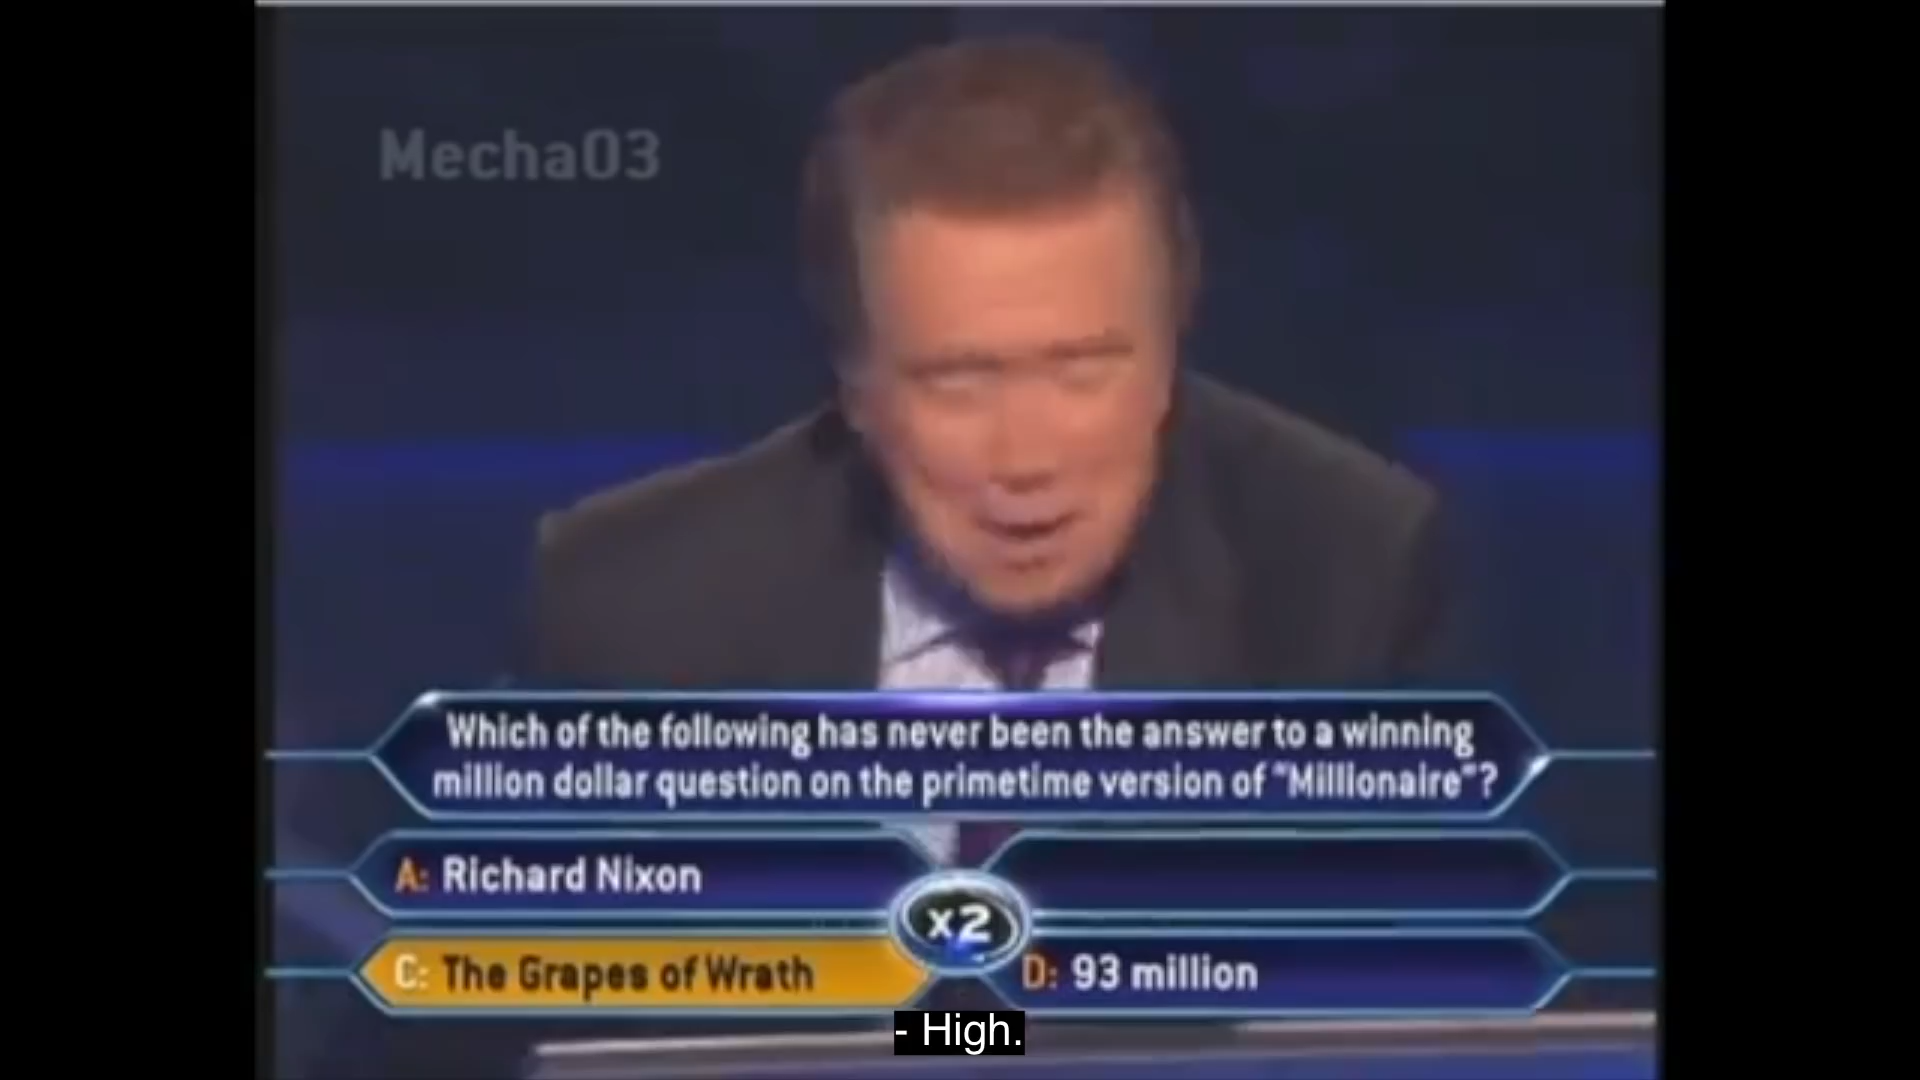 Mecha03
Which of the following has never been the answer to a winning
million dollar question on the primetime version of "Millionaire"?
A: Richard Nixon
x2
C: The Grapes of Wrath
D: 93 million
- High.